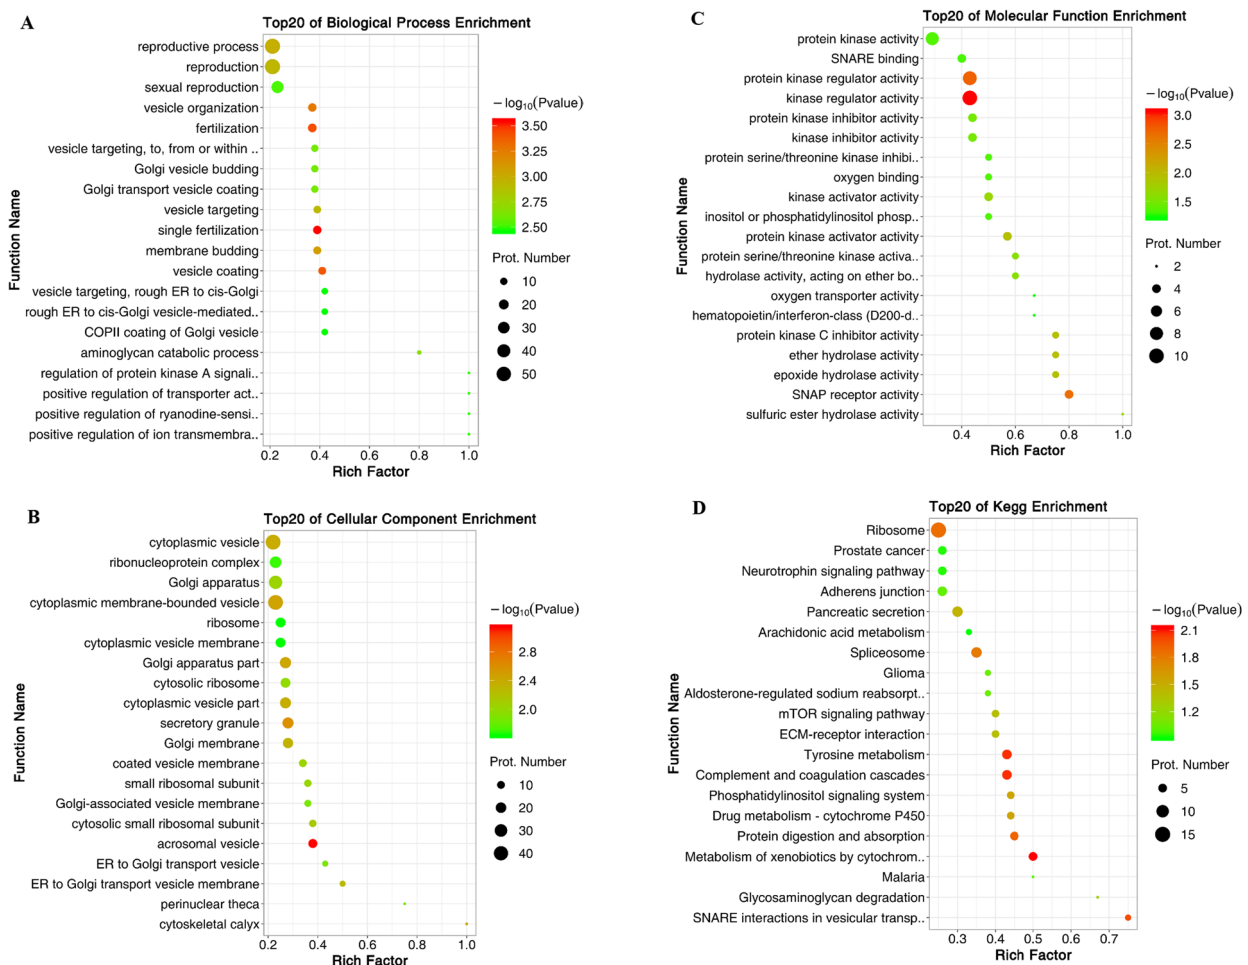 A
Top20 of Biological Process Enrichment
Function Name
reproductive process
reproduction
sexual reproduction
vesicle organization
fertilization
vesicle targeting, to, from or within ..
Golgi vesicle budding
Golgi transport vesicle coating
vesicle targeting
single fertilization
membrane budding
vesicle coating
vesicle targeting, rough ER to cis-Golgi
rough ER to cis-Golgi vesicle-mediated..
COPII coating of Golgi vesicle
aminoglycan catabolic process
regulation of protein kinase A signali..
positive regulation of transporter act..
positive regulation of ryanodine-sensi..
positive regulation of ion transmembra..
0.2 0.4 0.6 0.8 1.0
Rich Factor
−log10(Pvalue)
3.50
3.25
3.00
2.75
2.50
Prot. Number
10
20
30
40
50
C
Top20 of Molecular Function Enrichment
Function Name
protein kinase activity
SNARE binding
protein kinase regulator activity
kinase regulator activity
protein kinase inhibitor activity
kinase inhibitor activity
protein serine/threonine kinase inhibi..
oxygen binding
kinase activator activity
inositol or phosphatidylinositol phosp..
protein kinase activator activity
protein serine/threonine kinase activa..
hydrolase activity, acting on ether bo..
oxygen transporter activity
hematopoietin/interferon-class (D200-d..
protein kinase C inhibitor activity
ether hydrolase activity
epoxide hydrolase activity
SNAP receptor activity
sulfuric ester hydrolase activity
0.4 0.6 0.8 1.0
Rich Factor
−log10(Pvalue)
3.0
2.5
2.0
1.5
Prot. Number
2
4
6
8
10
B
Top20 of Cellular Component Enrichment
Function Name
cytoplasmic vesicle
ribonucleoprotein complex
Golgi apparatus
cytoplasmic membrane-bounded vesicle
ribosome
cytoplasmic vesicle membrane
Golgi apparatus part
cytosolic ribosome
cytoplasmic vesicle part
secretory granule
Golgi membrane
coated vesicle membrane
small ribosomal subunit
Golgi-associated vesicle membrane
cytosolic small ribosomal subunit
acrosomal vesicle
ER to Golgi transport vesicle
ER to Golgi transport vesicle membrane
perinuclear theca
cytoskeletal calyx
0.2 0.4 0.6 0.8 1.0
Rich Factor
−log10(Pvalue)
2.8
2.4
2.0
Prot. Number
10
20
30
40
D
Top20 of Kegg Enrichment
Function Name
Ribosome
Prostate cancer
Neurotrophin signaling pathway
Adherens junction
Pancreatic secretion
Arachidonic acid metabolism
Spliceosome
Glioma
Aldosterone-regulated sodium reabsorpt..
mTOR signaling pathway
ECM-receptor interaction
Tyrosine metabolism
Complement and coagulation cascades
Phosphatidylinositol signaling system
Drug metabolism - cytochrome P450
Protein digestion and absorption
Metabolism of xenobiotics by cytochrom..
Malaria
Glycosaminoglycan degradation
SNARE interactions in vesicular transp..
0.3 0.4 0.5 0.6 0.7
Rich Factor
−log10(Pvalue)
2.1
1.8
1.5
1.2
Prot. Number
5
10
15